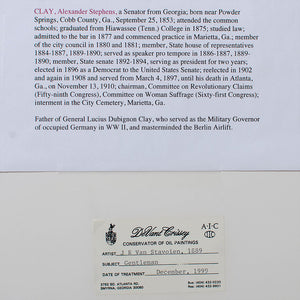 CLAY, Alexander Stephens, a Senator from Georgia; born near Powder
Springs, Cobb County, Ga., September 25, 1853; attended the common
schools; graduated from Hiawassee (Tenn.) College in 1875; studied law;
admitted to the bar in 1877 and commenced practice in Marietta, Ga.;
member of the city council in 1880 and 1881; member, State house of representatives
1884-1887, 1889-1890; served as speaker pro tempore in 1886-1887, 1889-
1890; member, State senate 1892-1894, serving as president for two years;
elected in 1896 as a Democrat to the United States Senate; reelected in 1902
and again in 1908 and served from March 4, 1897, until his death in Atlanta,
Ga., on November 13, 1910; chairman, Committee on Revolutionary Claims
(Fifty-ninth Congress), Committee on Woman Suffrage (Sixty-first Congress);
interment in the City Cemetery, Marietta, Ga.
Father of General Lucius Dubignon Clay, who served as the Military Governor
of occupied Germany in WW II, and masterminded the Berlin Airlift.
DeVant Crissey
A·I·C
CONSERVATOR OF OIL PAINTINGS
ARTIST J R Van Stavoien, 1889
SUBJECT Gentleman
DATE OF TREATMENT December, 1999
ATLANTA RD.
SMYRNA, GEORGIA 30080